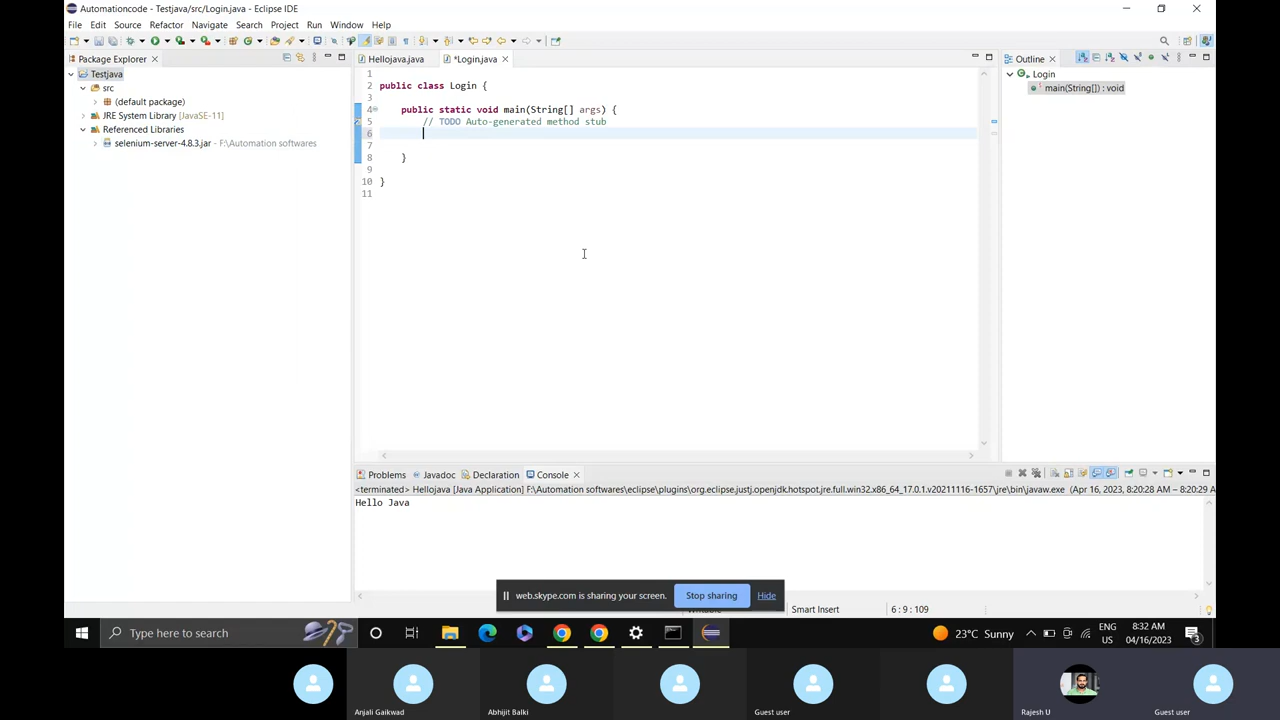 Automationcode - Testjava/src/Login.java - Eclipse IDE
File Edit Source Refactor Navigate Search Project Run Window Help
Package Explorer
Hellojava.java
*Login.java
Outline
Testjava
src
(default package)
JRE System Library [JavaSE-11]
Referenced Libraries
selenium-server-4.8.3.jar - F:\Automation softwares
1
2 public class Login {
3
4 public static void main(String[] args) {
5 // TODO Auto-generated method stub
6
7
8 }
9
10 }
11
Login
main(String[]) : void
Problems Javadoc Declaration Console
<terminated> Hellojava [Java Application] F:\Automation softwares\eclipse\plugins\org.eclipse.justj.openjdk.hotspot.jre.full.win32.x86_64_17.0.1.v20211116-1657\jre\bin\javaw.exe (Apr 16, 2023, 8:20:28 AM – 8:20:29 A
Hello Java
web.skype.com is sharing your screen.
Stop sharing
Hide
Smart Insert
6 : 9 : 109
Type here to search
23°C Sunny
ENG
US
8:32 AM
04/16/2023
3
Anjali Gaikwad
Abhijit Balki
Guest user
Rajesh U
Guest user